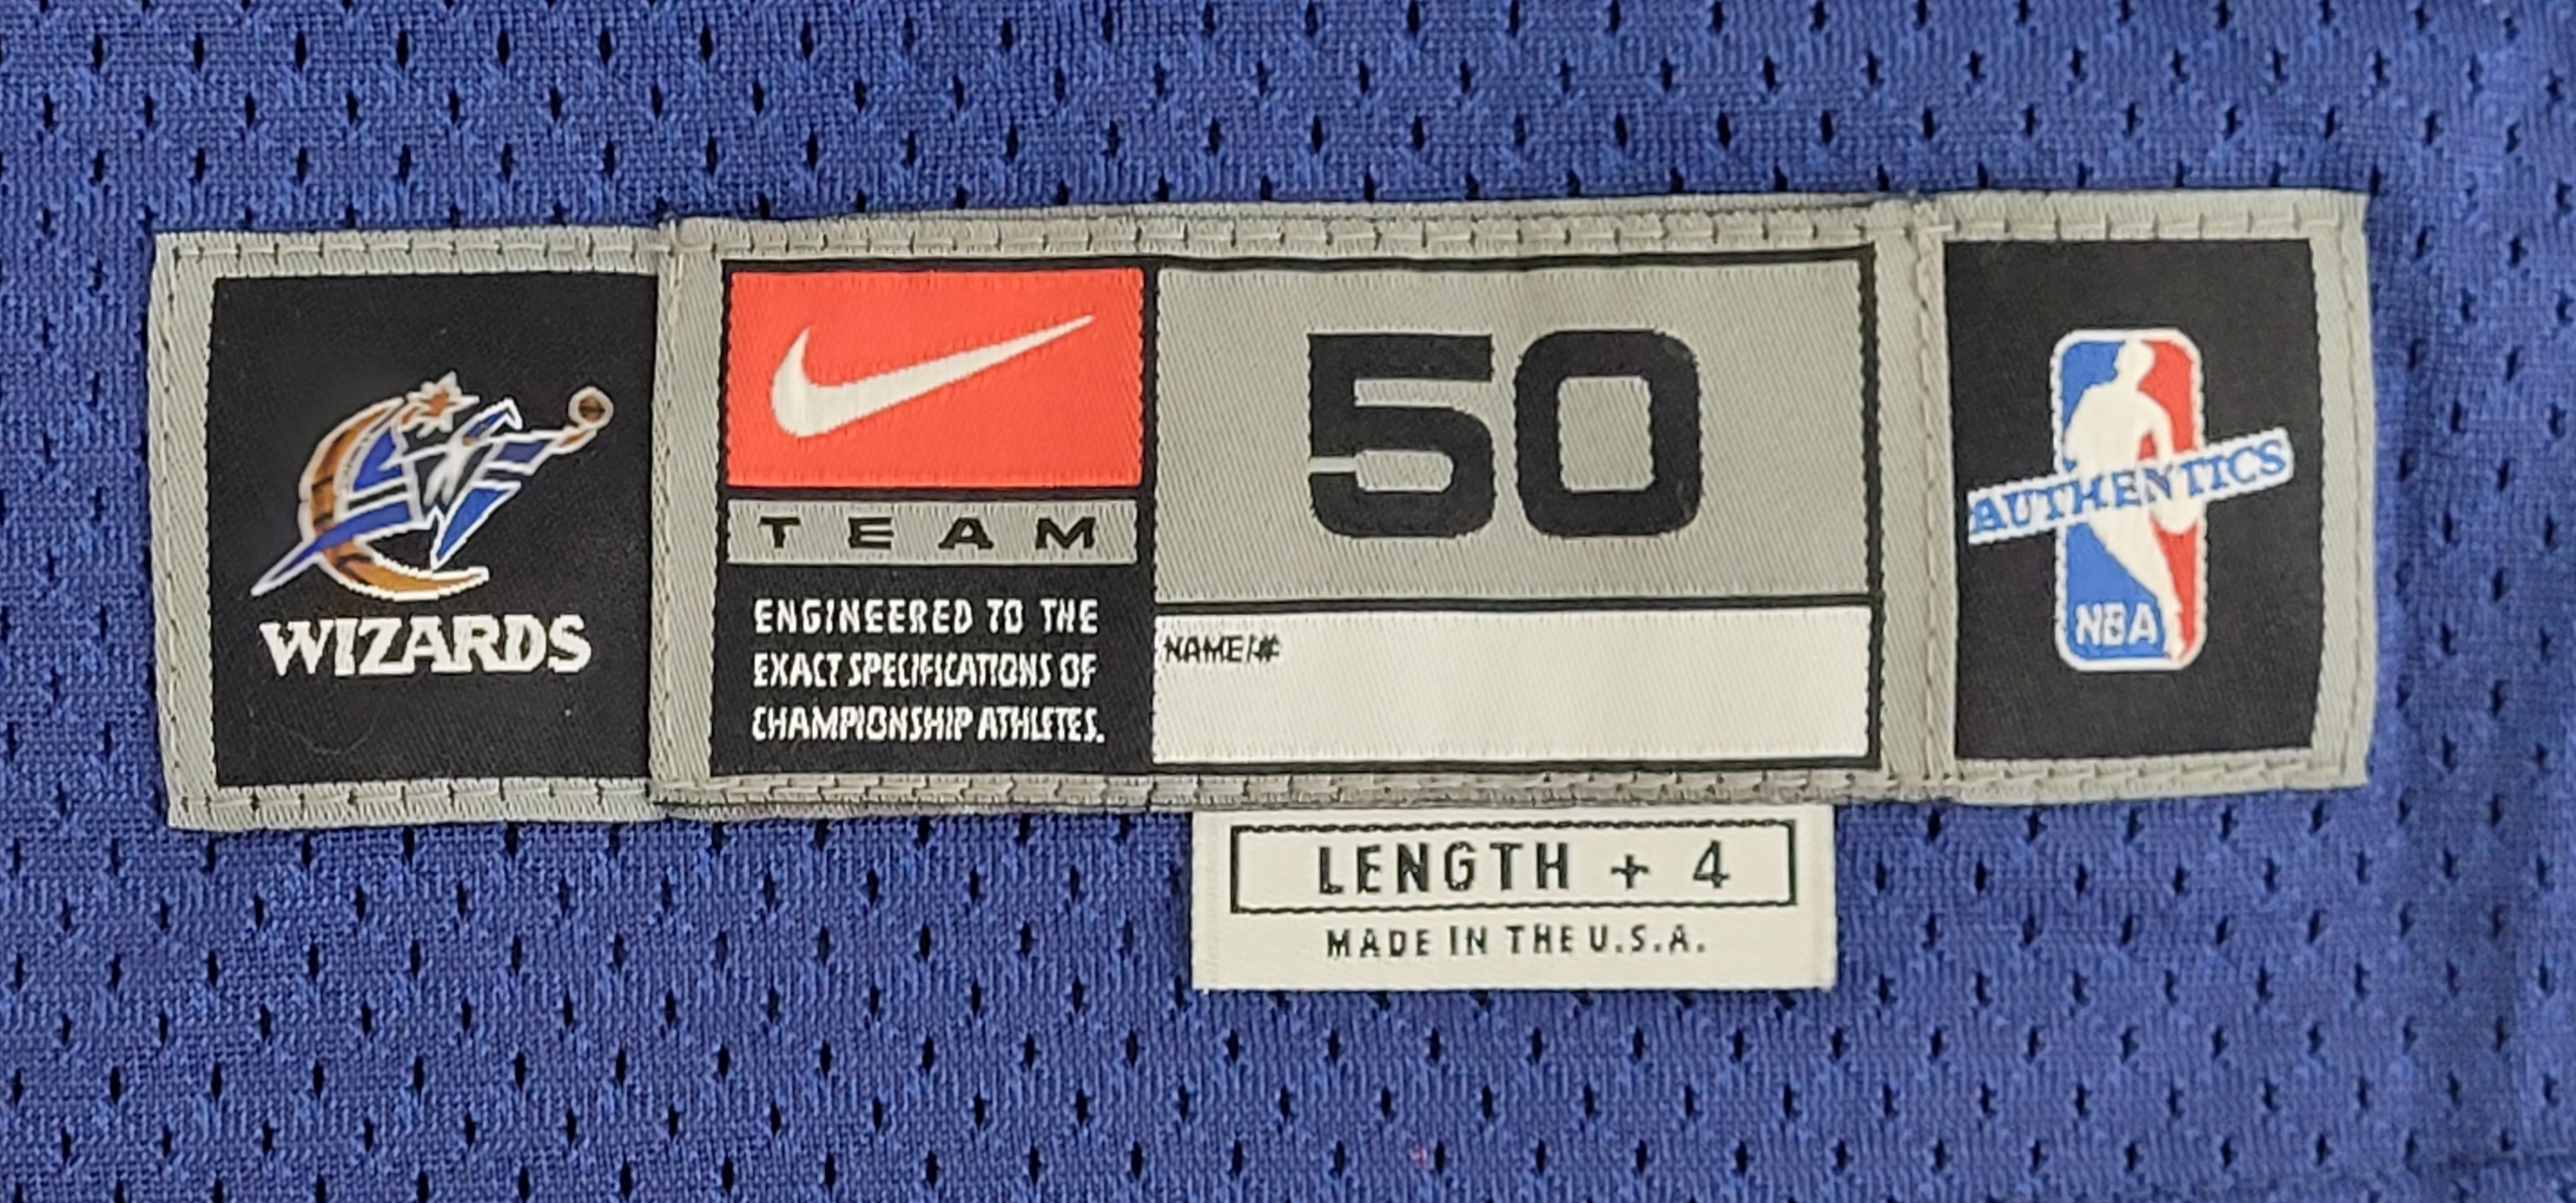 WIZARDS
TEAM
ENGINEERED TO THE
EXACT SPECIFICATIONS OF
CHAMPIONSHIP ATHLETES.
50
NAME/#
AUTHENTICS
NBA
LENGTH + 4
MADE IN THE U.S.A.